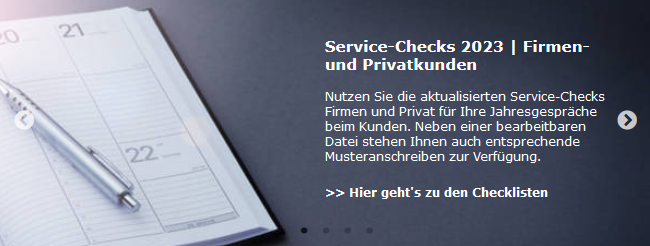 20
21
22
Service-Checks 2023 | Firmen-
und Privatkunden
Nutzen Sie die aktualisierten Service-Checks
Firmen und Privat für Ihre Jahresgespräche
beim Kunden. Neben einer bearbeitbaren
Datei stehen Ihnen auch entsprechende
Musteranschreiben zur Verfügung.
>> Hier geht's zu den Checklisten